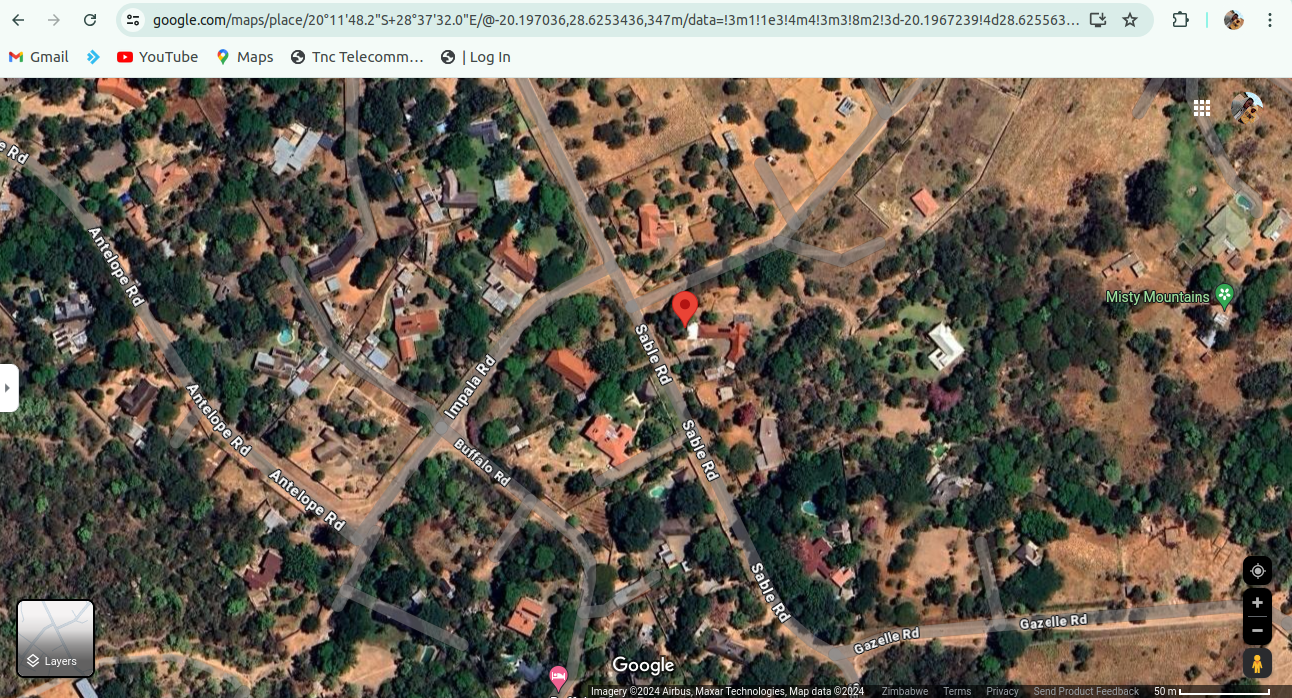 google.com/maps/place/20°11'48.2"S+28°37'32.0"E/@-20.197036,28.6253436,347m/data=!3m1!1e3!4m4!3m3!8m2!3d-20.1967239!4d28.625563…
Gmail
YouTube
Maps
Tnc Telecomm…
| Log In
e Rd
Antelope Rd
Misty Mountains
Sable Rd
Impala Rd
Antelope Rd
Sable Rd
Buffalo Rd
Antelope Rd
Sable Rd
Gazelle Rd
Gazelle Rd
Layers
Google
Imagery ©2024 Airbus, Maxar Technologies, Map data ©2024 Zimbabwe Terms Privacy Send Product Feedback 50 m